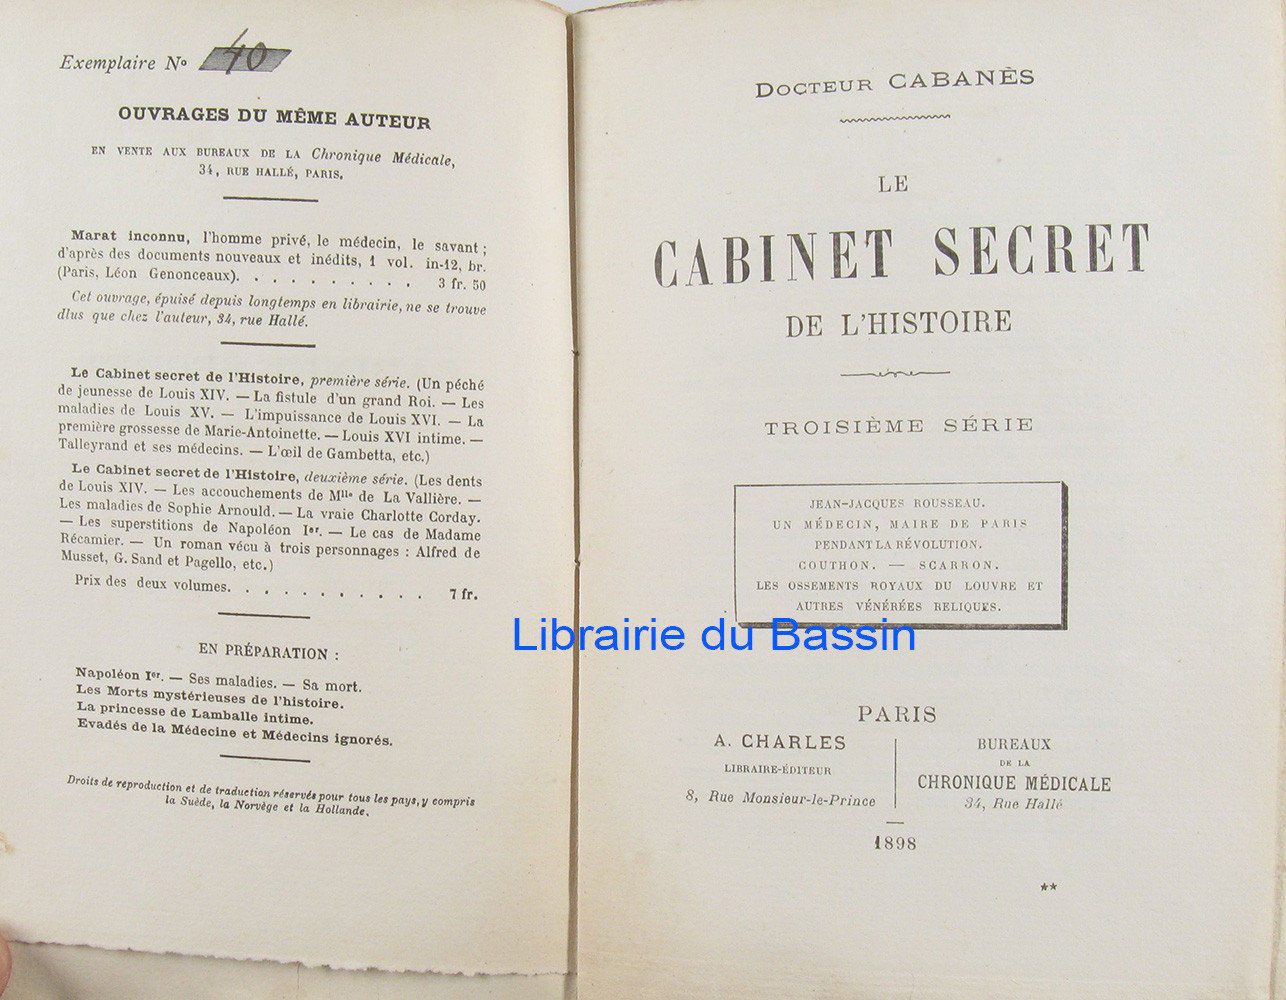 Exemplaire Nº 40
OUVRAGES DU MÊME AUTEUR
EN VENTE AUX BUREAUX DE LA Chronique Médicale,
34, RUE HALLÉ, PARIS.
Marat inconnu, l'homme privé, le médecin, le savant ;
d'après des documents nouveaux et inédits, 1 vol. in-12, br.
(Paris, Léon Genonceaux). . . . . . . . . . 3 fr. 50
Cet ouvrage, épuisé depuis longtemps en librairie, ne se trouve
dlus que chez l'auteur, 34, rue Hallé.
Le Cabinet secret de l'Histoire, première série. (Un péché
de jeunesse de Louis XIV. — La fistule d'un grand Roi. — Les
maladies de Louis XV. — L'impuissance de Louis XVI. — La
première grossesse de Marie-Antoinette. — Louis XVI intime. —
Talleyrand et ses médecins. — L'œil de Gambetta, etc.)
Le Cabinet secret de l'Histoire, deuxième série. (Les dents
de Louis XIV. — Les accouchements de Mlle de La Vallière. —
Les maladies de Sophie Arnould. — La vraie Charlotte Corday.
— Les superstitions de Napoléon Ier. — Le cas de Madame
Récamier. — Un roman vécu à trois personnages : Alfred de
Musset, G. Sand et Pagello, etc.)
Prix des deux volumes. . . . . . . . . . . 7 fr.
EN PRÉPARATION :
Napoléon Ier. — Ses maladies. — Sa mort.
Les Morts mystérieuses de l'histoire.
La princesse de Lamballe intime.
Evadés de la Médecine et Médecins ignorés.
Droits de reproduction et de traduction réservés pour tous les pays, y compris
la Suède, la Norvège et la Hollande.
DOCTEUR CABANÈS
LE
CABINET SECRET
DE L'HISTOIRE
TROISIÈME SÉRIE
JEAN-JACQUES ROUSSEAU.
UN MÉDECIN, MAIRE DE PARIS
PENDANT LA RÉVOLUTION.
COUTHON. — SCARRON.
LES OSSEMENTS ROYAUX DU LOUVRE ET
AUTRES VÉNÉRÉES RELIQUES.
Librairie du Bassin
PARIS
A. CHARLES
LIBRAIRE-ÉDITEUR
8, Rue Monsieur-le-Prince
BUREAUX
DE LA
CHRONIQUE MÉDICALE
34, Rue Hallé
1898
**